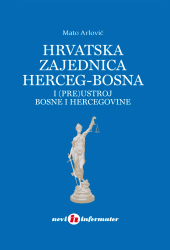 Mato Arlović
HRVATSKA
ZAJEDNICA
HERCEG-BOSNA
I (PRE)USTROJ
BOSNE I HERCEGOVINE
novi informator